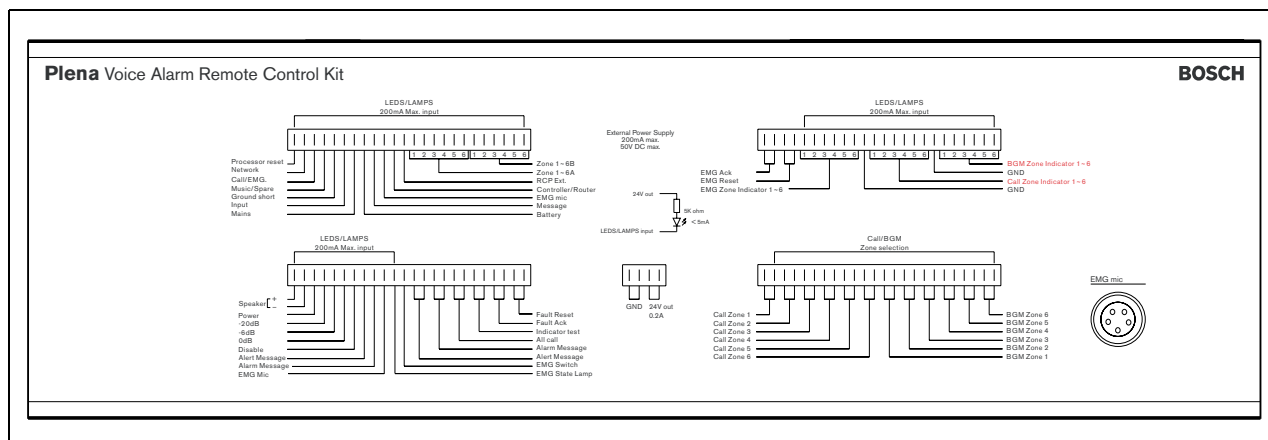 Plena Voice Alarm Remote Control Kit
BOSCH
LEDS/LAMPS
200mA Max. input
1 2 3 4 5 6 1 2 3 4 5 6
Processor reset
Network
Call/EMG.
Music/Spare
Ground short
Input
Mains
Zone 1~6B
Zone 1~6A
RCP Ext.
Controller/Router
EMG mic
Message
Battery
External Power Supply
200mA max.
50V DC max.
24V out
5K ohm
<5mA
LEDS/LAMPS input
LEDS/LAMPS
200mA Max. input
1 2 3 4 5 6 1 2 3 4 5 6 1 2 3 4 5 6
EMG Ack
EMG Reset
EMG Zone Indicator 1~6
BGM Zone Indicator 1~6
GND
Call Zone Indicator 1~6
GND
LEDS/LAMPS
200mA Max. input
Speaker + -
Power
-20dB
-6dB
0dB
Disable
Alert Message
Alarm Message
EMG Mic
Fault Reset
Fault Ack
Indicator test
All call
Alarm Message
Alert Message
EMG Switch
EMG State Lamp
GND 24V out
0.2A
Call/BGM
Zone selection
Call Zone 1
Call Zone 2
Call Zone 3
Call Zone 4
Call Zone 5
Call Zone 6
BGM Zone 6
BGM Zone 5
BGM Zone 4
BGM Zone 3
BGM Zone 2
BGM Zone 1
EMG mic